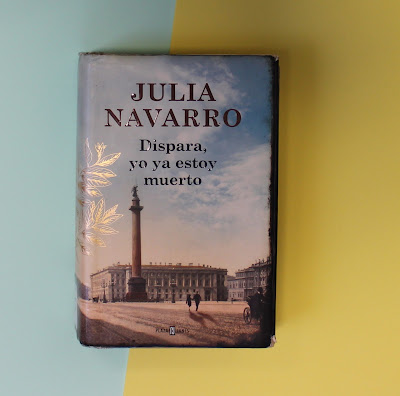 JULIA
NAVARRO
Dispara,
yo ya estoy
muerto
PLAZA JANÉS